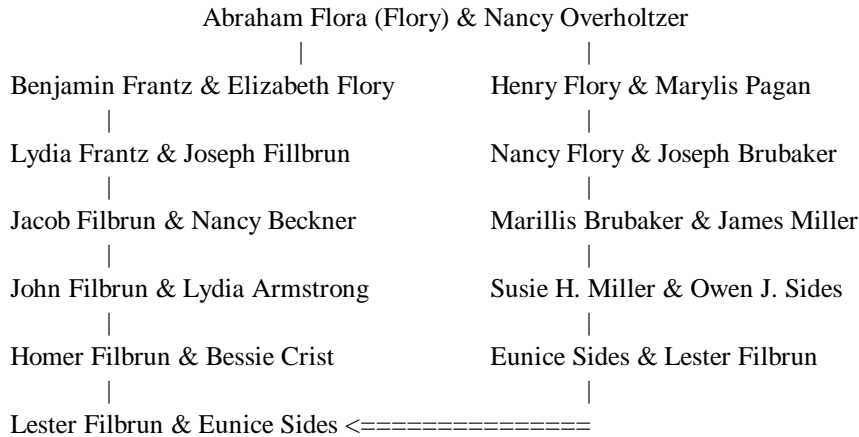 Abraham Flora (Flory) & Nancy Overholtzer
| |
Benjamin Frantz & Elizabeth Flory Henry Flory & Marylis Pagan
| |
Lydia Frantz & Joseph Fillbrun Nancy Flory & Joseph Brubaker
| |
Jacob Filbrun & Nancy Beckner Marillis Brubaker & James Miller
| |
John Filbrun & Lydia Armstrong Susie H. Miller & Owen J. Sides
| |
Homer Filbrun & Bessie Crist Eunice Sides & Lester Filbrun
| |
Lester Filbrun & Eunice Sides <===============